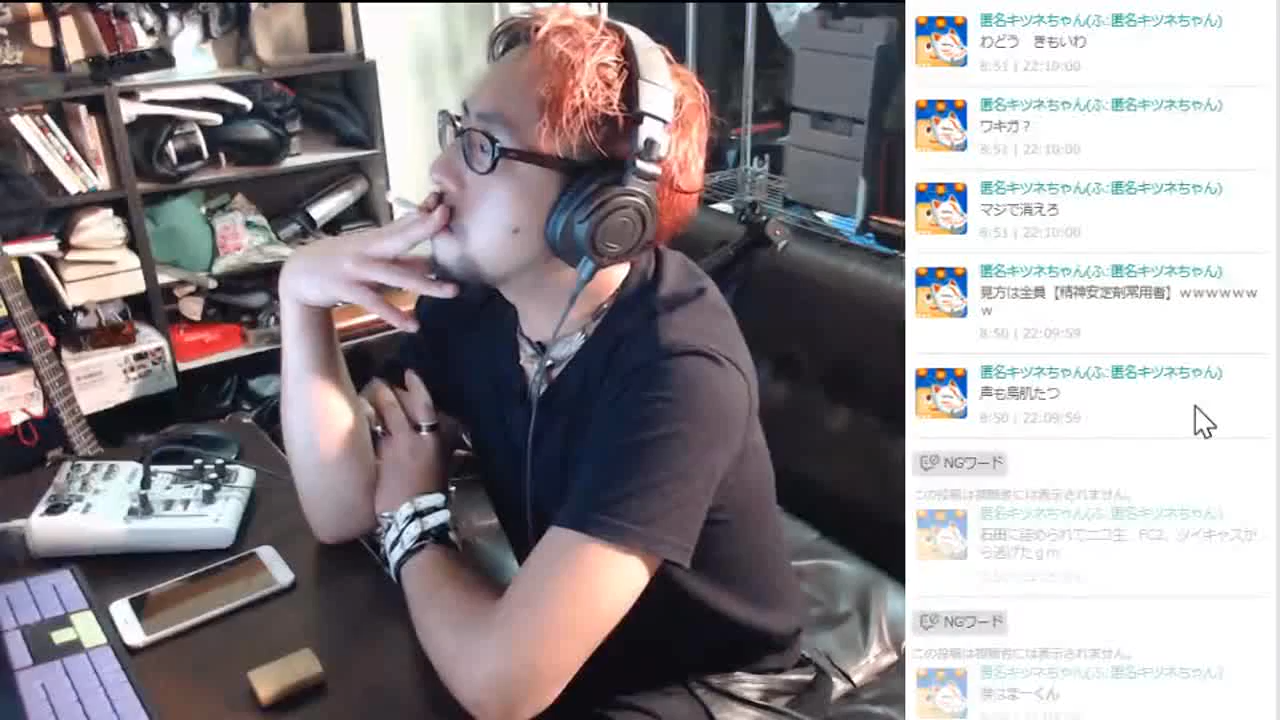 匿名キツネちゃん(ふ:匿名キツネちゃん)
わどう　きもいわ
8:51 | 22:10:00
匿名キツネちゃん(ふ:匿名キツネちゃん)
ワキガ？
8:51 | 22:10:00
匿名キツネちゃん(ふ:匿名キツネちゃん)
マジで消えろ
8:51 | 22:10:00
匿名キツネちゃん(ふ:匿名キツネちゃん)
見方は全員【精神安定剤常用者】ｗｗｗｗｗｗ
ｗ
8:50 | 22:09:59
匿名キツネちゃん(ふ:匿名キツネちゃん)
声も鳥肌たつ
8:50 | 22:09:59
NGワード
この投稿は視聴者には表示されません。
匿名キツネちゃん(ふ:匿名キツネちゃん)
石田に詰められてニコ生、FC2、ツイキャスか
ら逃げたｇｍ
NGワード
この投稿は視聴者には表示されません。
匿名キツネちゃん(ふ:匿名キツネちゃん)
まーくん